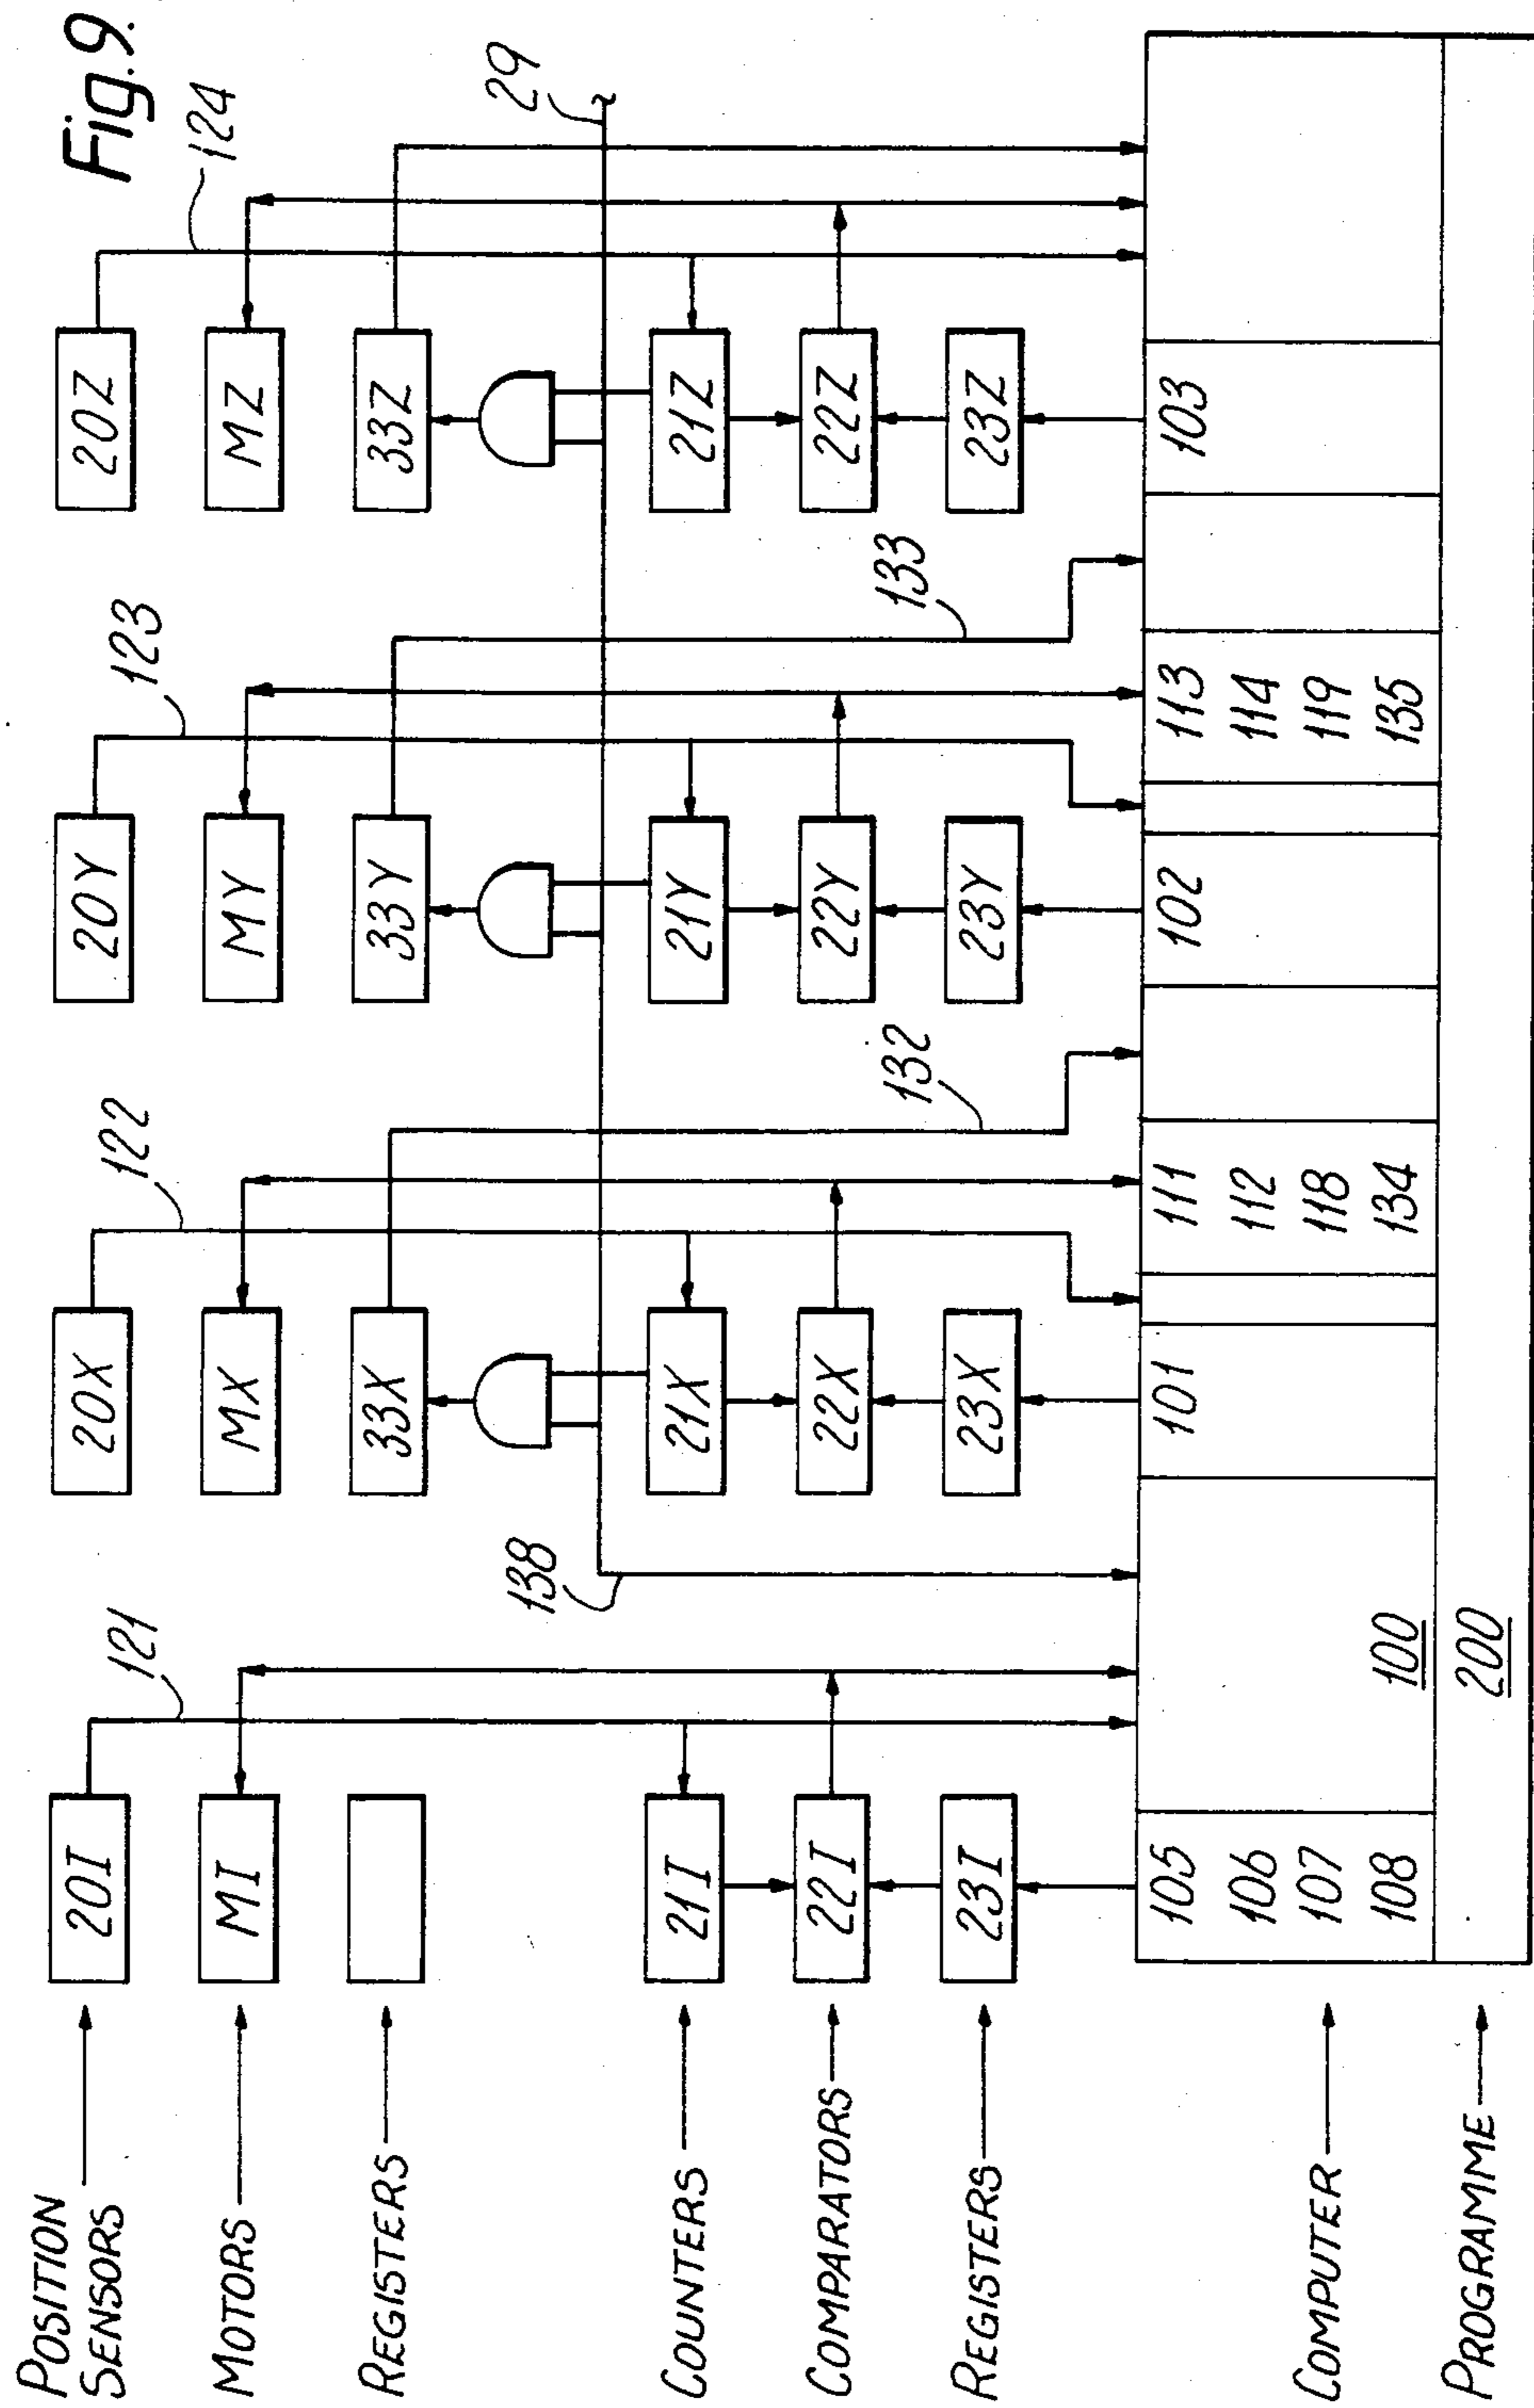 Fig.9.
POSITION
SENSORS
20I
121
20X
122
20Y
123
20Z
124
MOTORS
MI
MX
MY
MZ
REGISTERS
33X
33Y
33Z
138
29
COUNTERS
21I
21X
21Y
21Z
COMPARATORS
22I
22X
132
22Y
133
22Z
REGISTERS
23I
23X
23Y
23Z
COMPUTER
105
106
107
108
100
101
111
112
118
134
102
113
114
119
135
103
PROGRAMME
200